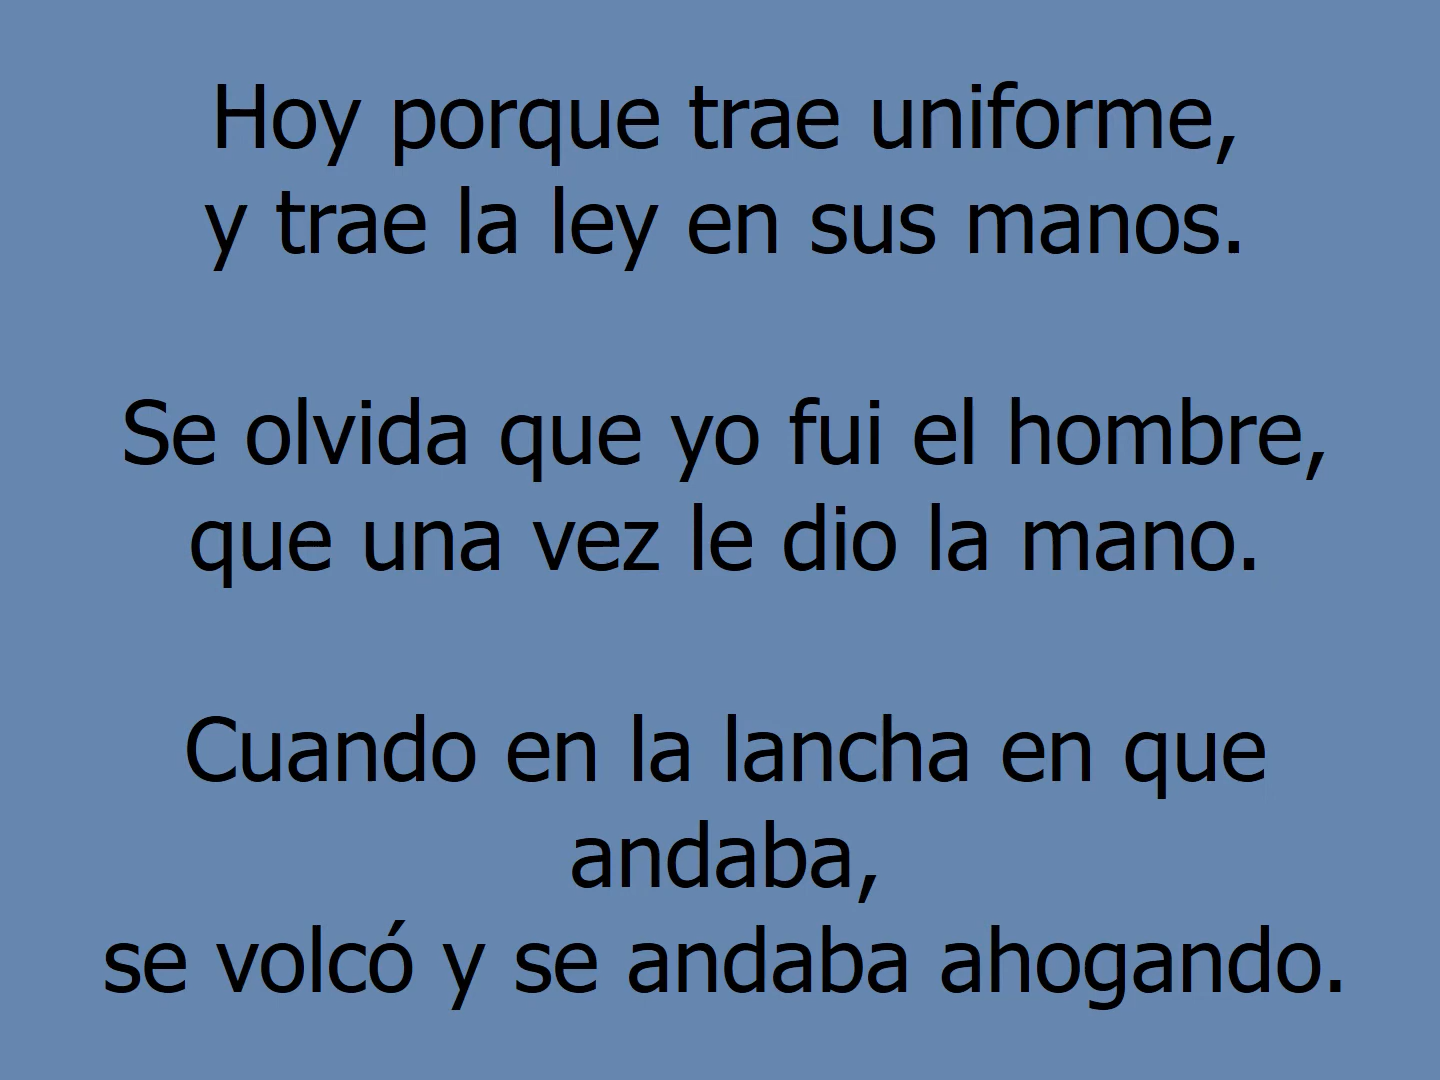 Hoy porque trae uniforme,
y trae la ley en sus manos.
Se olvida que yo fui el hombre,
que una vez le dio la mano.
Cuando en la lancha en que
andaba,
se volcó y se andaba ahogando.